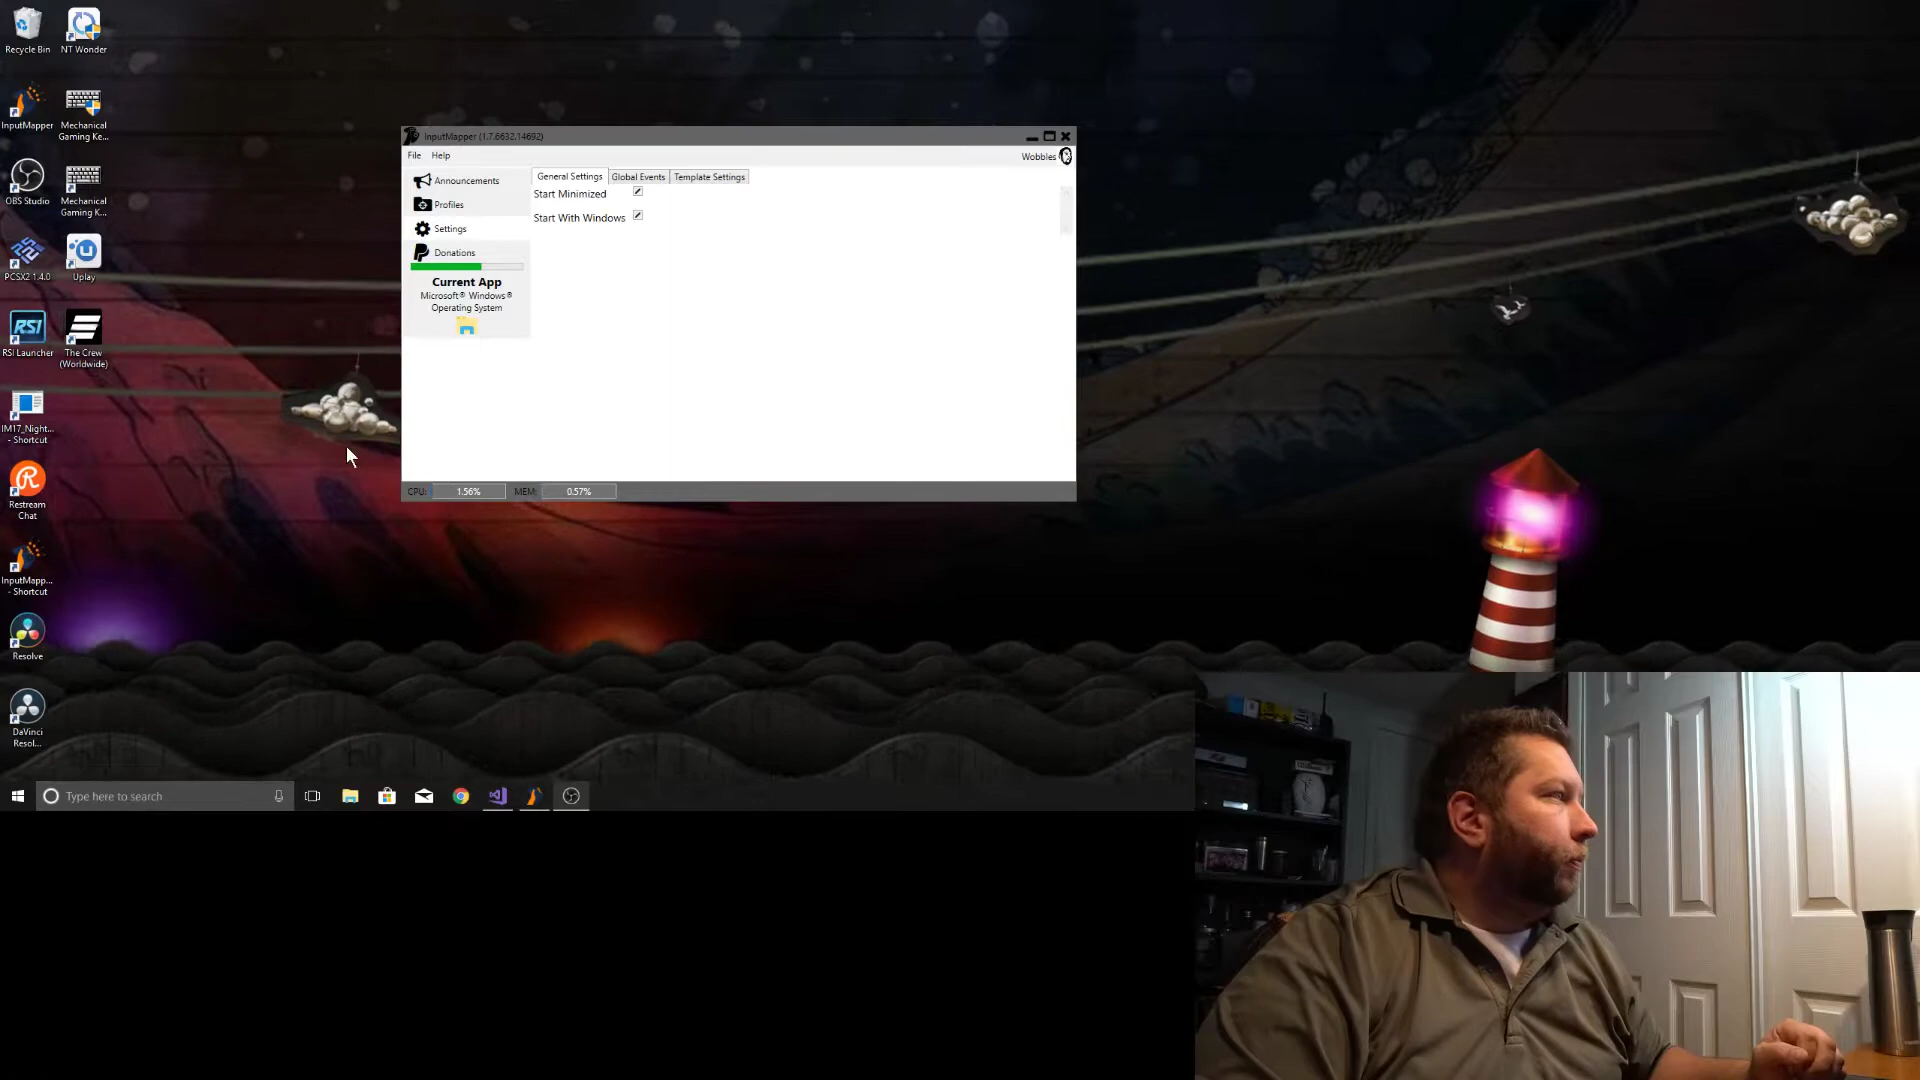 Recycle Bin
NT Wonder
InputMapper
Mechanical
Gaming Ke...
OBS Studio
Mechanical
Gaming K...
PCSX2 1.4.0
Uplay
RSI
RSI Launcher
The Crew
(Worldwide)
IM17_Night...
- Shortcut
Restream
Chat
InputMapp...
- Shortcut
Resolve
DaVinci
Resol...
InputMapper (1.7.6632.14692)
File Help
Wobbles
Announcements
Profiles
Settings
Donations
Current App
Microsoft® Windows®
Operating System
General Settings Global Events Template Settings
Start Minimized
Start With Windows
CPU: 1.56% MEM: 0.57%
Type here to search